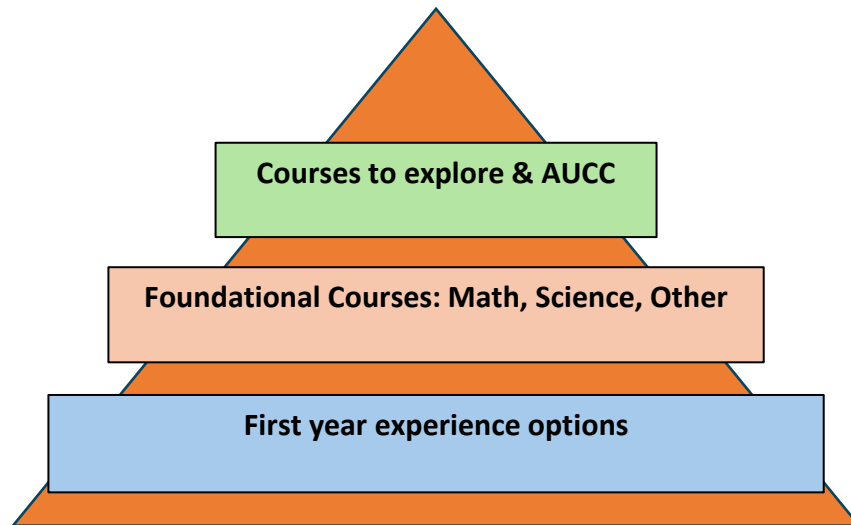 Courses to explore & AUCC
Foundational Courses: Math, Science, Other
First year experience options